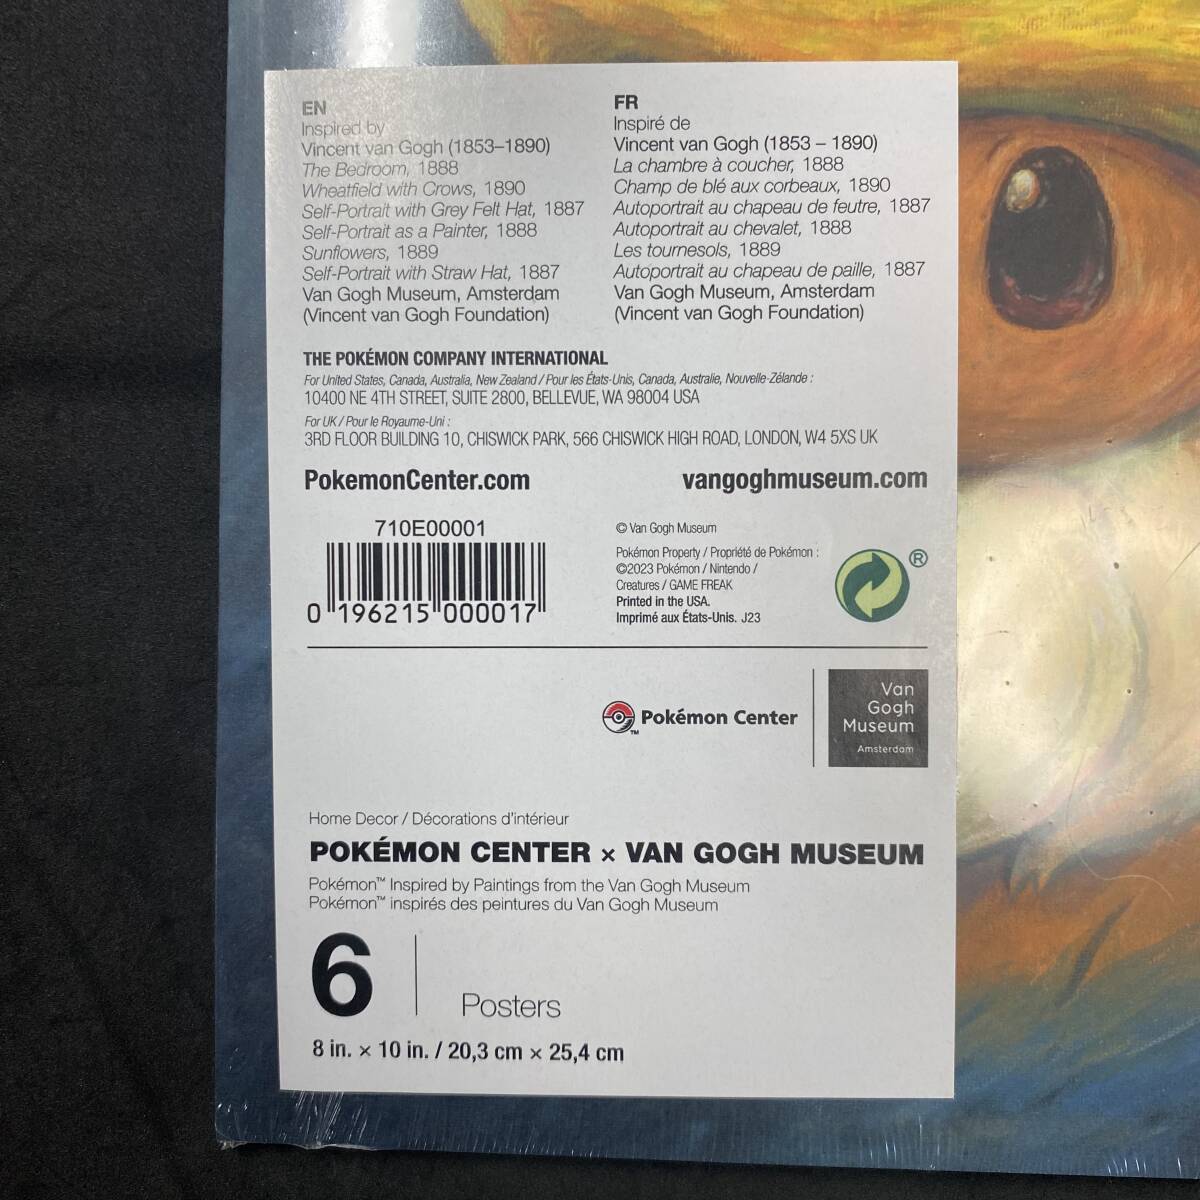 EN
Inspired by
Vincent van Gogh (1853–1890)
The Bedroom, 1888
Wheatfield with Crows, 1890
Self-Portrait with Grey Felt Hat, 1887
Self-Portrait as a Painter, 1888
Sunflowers, 1889
Self-Portrait with Straw Hat, 1887
Van Gogh Museum, Amsterdam
(Vincent van Gogh Foundation)
FR
Inspiré de
Vincent van Gogh (1853 – 1890)
La chambre à coucher, 1888
Champ de blé aux corbeaux, 1890
Autoportrait au chapeau de feutre, 1887
Autoportrait au chevalet, 1888
Les tournesols, 1889
Autoportrait au chapeau de paille, 1887
Van Gogh Museum, Amsterdam
(Vincent van Gogh Foundation)
THE POKÉMON COMPANY INTERNATIONAL
For United States, Canada, Australia, New Zealand / Pour les États-Unis, Canada, Australie, Nouvelle-Zélande :
10400 NE 4TH STREET, SUITE 2800, BELLEVUE, WA 98004 USA
For UK / Pour le Royaume-Uni :
3RD FLOOR BUILDING 10, CHISWICK PARK, 566 CHISWICK HIGH ROAD, LONDON, W4 5XS UK
PokemonCenter.com
vangoghmuseum.com
710E00001
0 196215 000017
© Van Gogh Museum
Pokémon Property / Propriété de Pokémon :
©2023 Pokémon / Nintendo /
Creatures / GAME FREAK
Printed in the USA.
Imprimé aux États-Unis. J23
®
Pokémon Center
TM
Van
Gogh
Museum
Amsterdam
Home Decor / Décorations d'intérieur
POKÉMON CENTER × VAN GOGH MUSEUM
Pokémon™ Inspired by Paintings from the Van Gogh Museum
Pokémon™ inspirés des peintures du Van Gogh Museum
6
Posters
8 in. × 10 in. / 20,3 cm × 25,4 cm